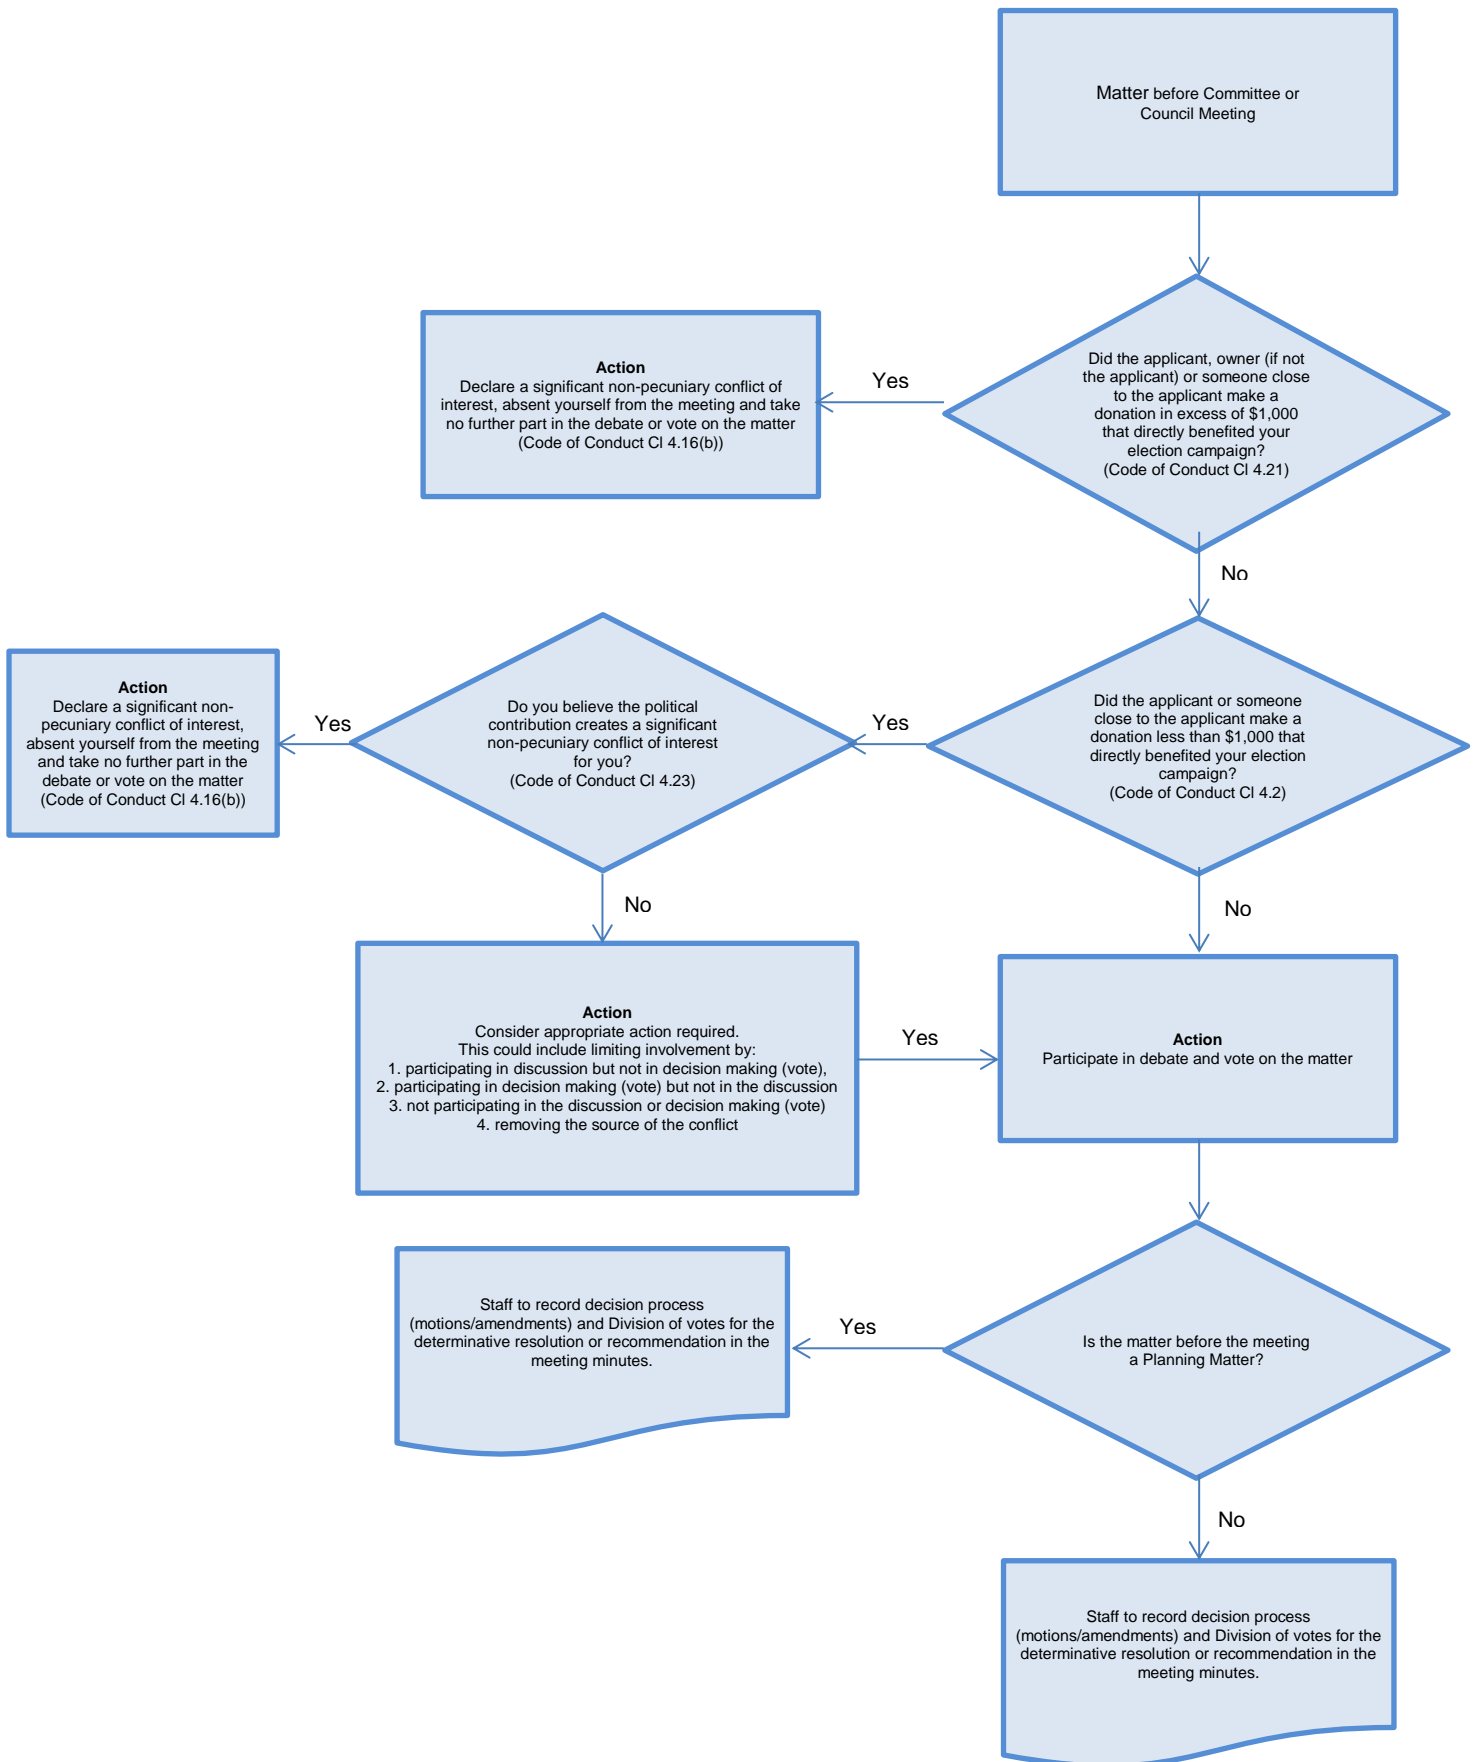 Matter before Committee or
Council Meeting
Did the applicant, owner (if not
the applicant) or someone close
to the applicant make a
donation in excess of $1,000
that directly benefited your
election campaign?
(Code of Conduct Cl 4.21)
Yes
Action
Declare a significant non-pecuniary conflict of
interest, absent yourself from the meeting and take
no further part in the debate or vote on the matter
(Code of Conduct Cl 4.16(b))
No
Did the applicant or someone
close to the applicant make a
donation less than $1,000 that
directly benefited your election
campaign?
(Code of Conduct Cl 4.2)
Yes
Do you believe the political
contribution creates a significant
non-pecuniary conflict of interest
for you?
(Code of Conduct Cl 4.23)
Yes
Action
Declare a significant non-
pecuniary conflict of interest,
absent yourself from the meeting
and take no further part in the
debate or vote on the matter
(Code of Conduct Cl 4.16(b))
No
No
Action
Consider appropriate action required.
This could include limiting involvement by:
1. participating in discussion but not in decision making (vote),
2. participating in decision making (vote) but not in the discussion
3. not participating in the discussion or decision making (vote)
4. removing the source of the conflict
Yes
Action
Participate in debate and vote on the matter
Is the matter before the meeting
a Planning Matter?
Yes
Staff to record decision process
(motions/amendments) and Division of votes for the
determinative resolution or recommendation in the
meeting minutes.
No
Staff to record decision process
(motions/amendments) and Division of votes for the
determinative resolution or recommendation in the
meeting minutes.